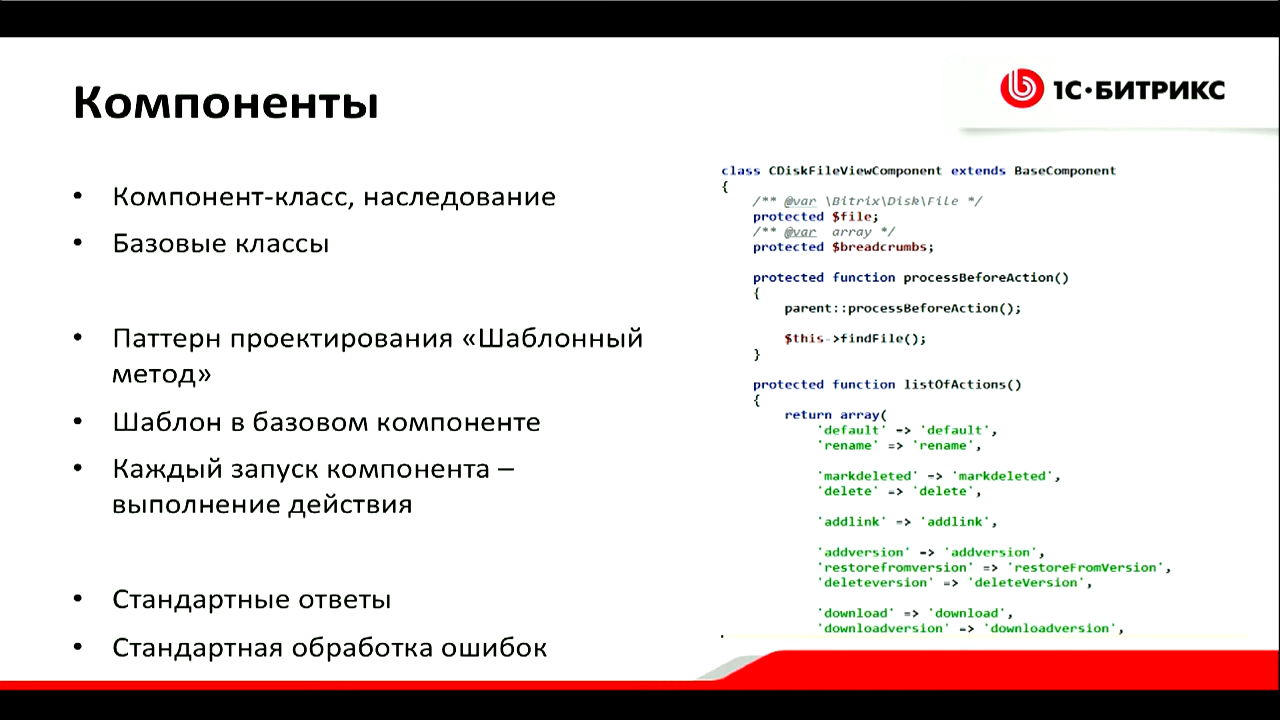 Компоненты
1С·БИТРИКС
• Компонент-класс, наследование
• Базовые классы
• Паттерн проектирования «Шаблонный
метод»
• Шаблон в базовом компоненте
• Каждый запуск компонента –
выполнение действия
• Стандартные ответы
• Стандартная обработка ошибок
class CDiskFileViewComponent extends BaseComponent
{
/** @var \Bitrix\Disk\File */
protected $file;
/** @var array */
protected $breadcrumbs;
protected function processBeforeAction()
{
parent::processBeforeAction();
$this->findFile();
}
protected function listOfActions()
{
return array(
'default' => 'default',
'rename' => 'rename',
'markdeleted' => 'markdeleted',
'delete' => 'delete',
'addlink' => 'addlink',
'addversion' => 'addversion',
'restorefromversion' => 'restoreFromVersion',
'deleteversion' => 'deleteVersion',
'download' => 'download',
'downloadversion' => 'downloadversion',